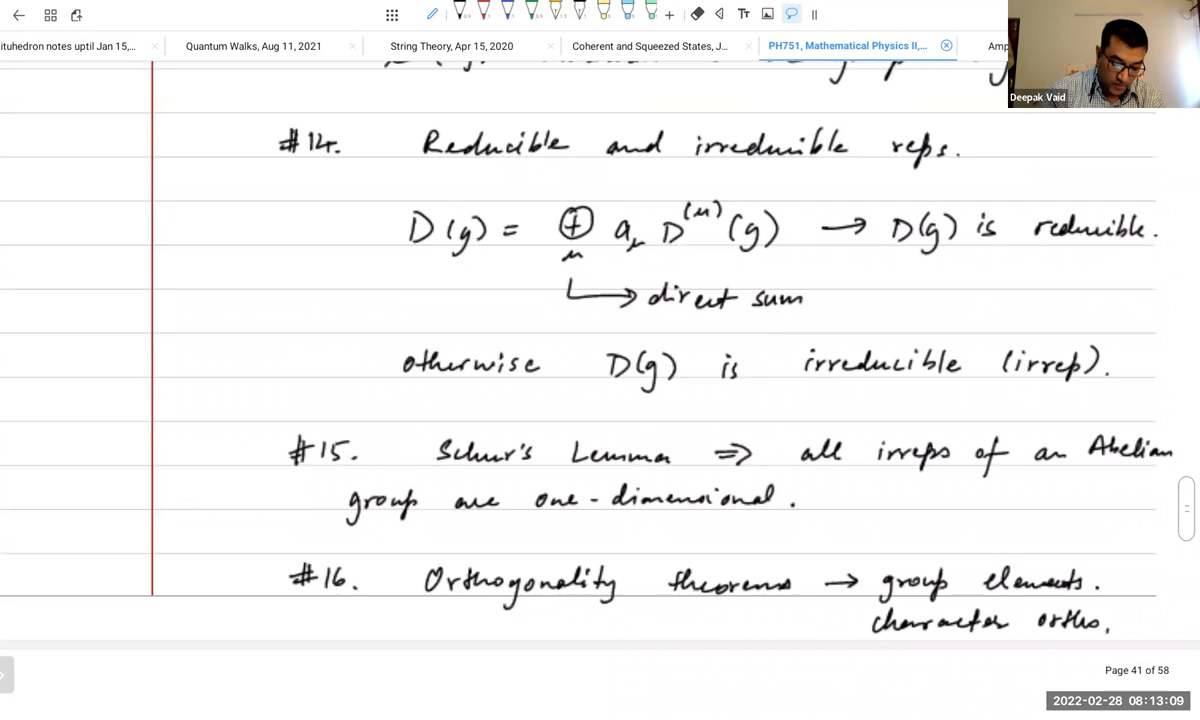 ituhedron notes uptil Jan 15,...
Quantum Walks, Aug 11, 2021
String Theory, Apr 15, 2020
Coherent and Squeezed States, J...
PH751, Mathematical Physics II,...
Amp
Deepak Vaid
#14. Reducible and irreducible reps.
D(g) = ⊕_μ a_μ D^(μ)(g) → D(g) is reducible.
↳ direct sum
otherwise D(g) is irreducible (irrep).
#15. Schur's Lemma ⇒ all irreps of an Abelian
group are one-dimensional.
#16. Orthogonality theorems → group elements.
character ortho.
Page 41 of 58
2022-02-28 08:13:09